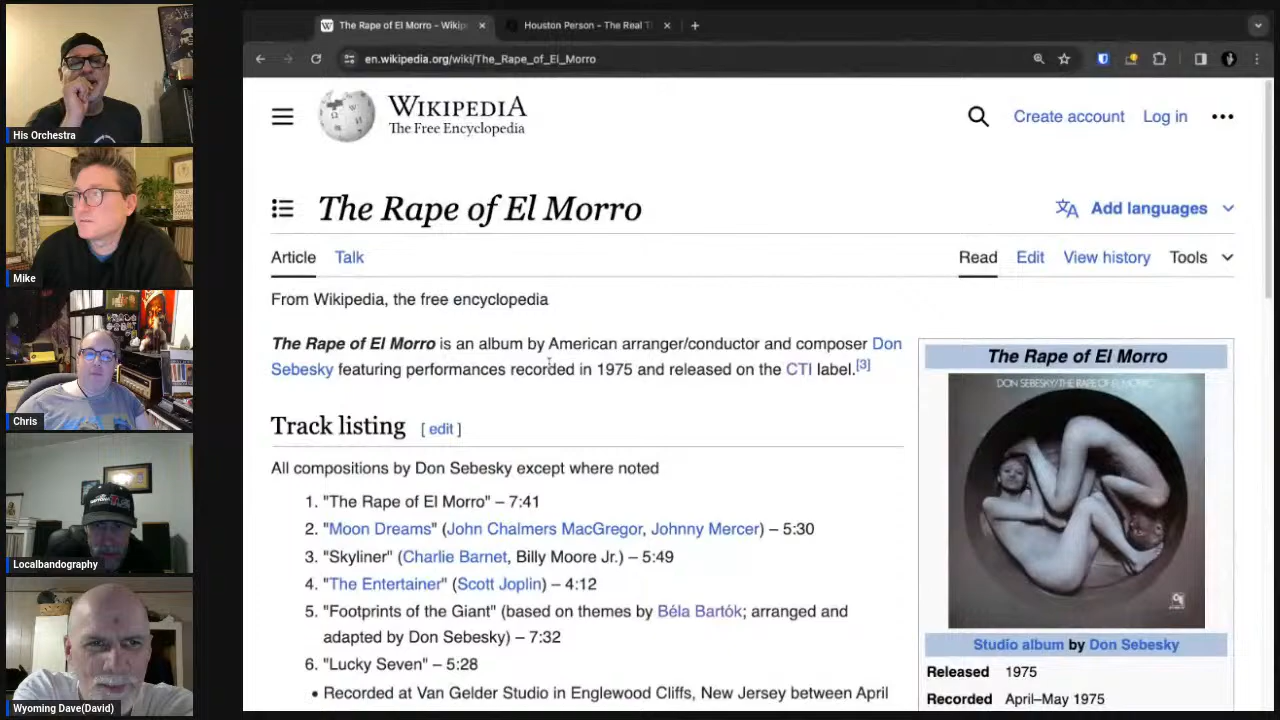 The Rape of El Morro - Wikip
Houston Person - The Real T
en.wikipedia.org/wiki/The_Rape_of_El_Morro
WIKIPEDIA
The Free Encyclopedia
Create account
Log in
The Rape of El Morro
Add languages
Article
Talk
Read
Edit
View history
Tools
From Wikipedia, the free encyclopedia
The Rape of El Morro is an album by American arranger/conductor and composer Don
Sebesky featuring performances recorded in 1975 and released on the CTI label.[3]
Track listing [ edit ]
All compositions by Don Sebesky except where noted
1. "The Rape of El Morro" – 7:41
2. "Moon Dreams" (John Chalmers MacGregor, Johnny Mercer) – 5:30
3. "Skyliner" (Charlie Barnet, Billy Moore Jr.) – 5:49
4. "The Entertainer" (Scott Joplin) – 4:12
5. "Footprints of the Giant" (based on themes by Béla Bartók; arranged and
adapted by Don Sebesky) – 7:32
6. "Lucky Seven" – 5:28
• Recorded at Van Gelder Studio in Englewood Cliffs, New Jersey between April
The Rape of El Morro
DON SEBESKY/THE RAPE OF EL MORRO
Studio album by Don Sebesky
Released 1975
Recorded April–May 1975
His Orchestra
Mike
Chris
Localbandography
Wyoming Dave(David)